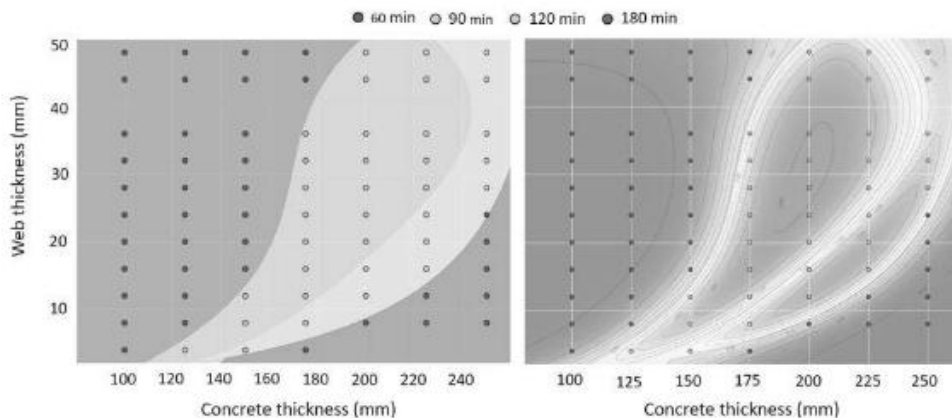 60 min 90 min 120 min 180 min
50
40
30
20
10
Web thickness (mm)
100 120 140 160 180 200 220 240
100 125 150 175 200 225 250
Concrete thickness (mm)
Concrete thickness (mm)